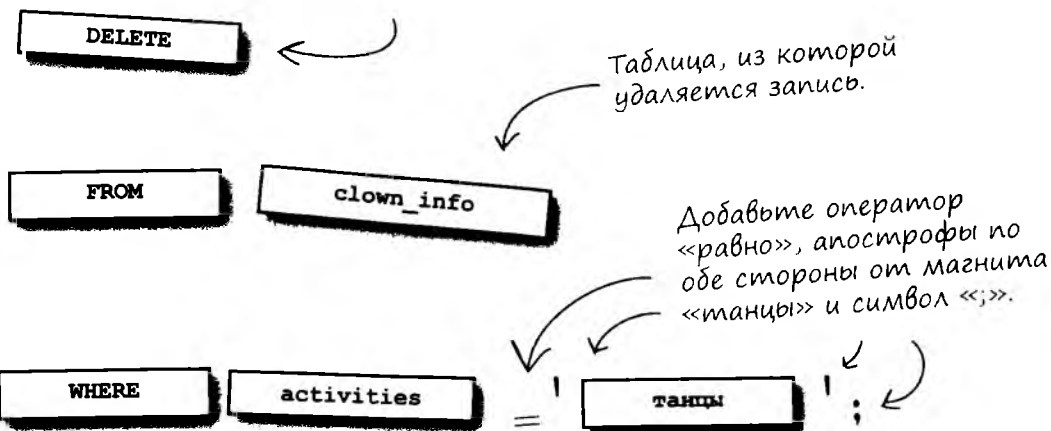 DELETE
Таблица, из которой
удаляется запись.
FROM clown_info
Добавьте оператор
«равно», апострофы по
обе стороны от магнита
«танцы» и символ «;».
WHERE activities =' танцы ';